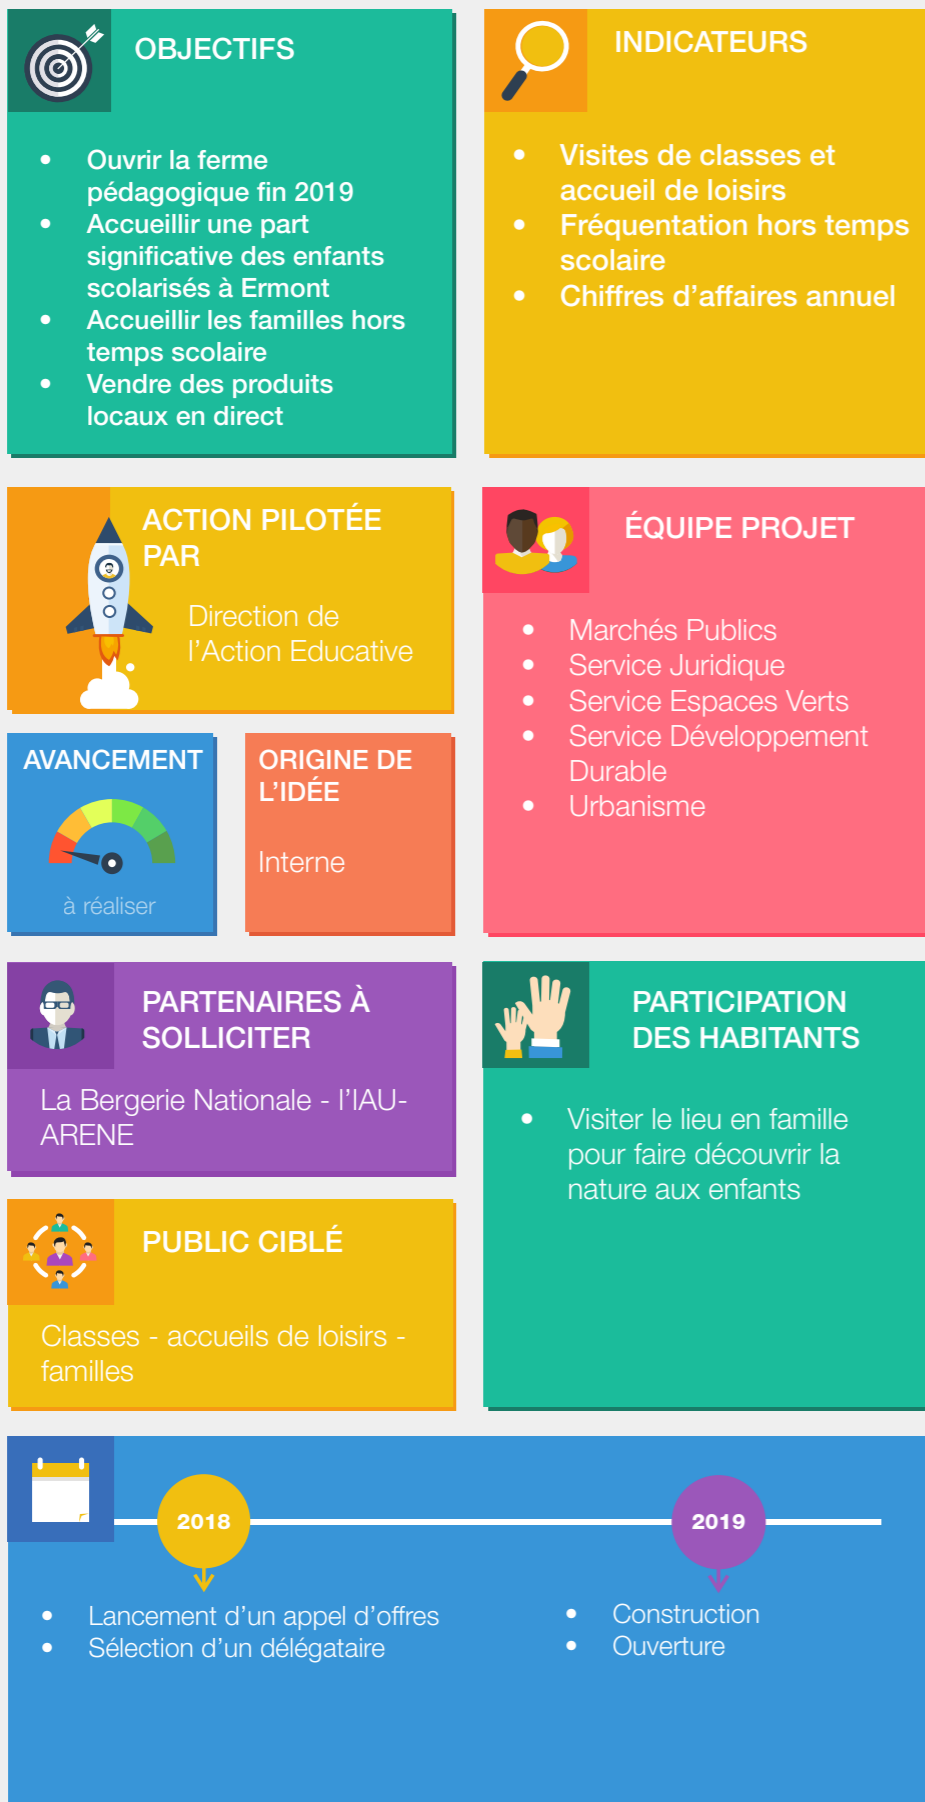 OBJECTIFS
• Ouvrir la ferme
pédagogique fin 2019
• Accueillir une part
significative des enfants
scolarisés à Ermont
• Accueillir les familles hors
temps scolaire
• Vendre des produits
locaux en direct
INDICATEURS
• Visites de classes et
accueil de loisirs
• Fréquentation hors temps
scolaire
• Chiffres d’affaires annuel
ACTION PILOTÉE
PAR
Direction de
l’Action Educative
ÉQUIPE PROJET
• Marchés Publics
• Service Juridique
• Service Espaces Verts
• Service Développement
Durable
• Urbanisme
AVANCEMENT
à réaliser
ORIGINE DE
L’IDÉE
Interne
PARTENAIRES À
SOLLICITER
La Bergerie Nationale - l’IAU-
ARENE
PARTICIPATION
DES HABITANTS
• Visiter le lieu en famille
pour faire découvrir la
nature aux enfants
PUBLIC CIBLÉ
Classes - accueils de loisirs -
familles
2018
• Lancement d’un appel d’offres
• Sélection d’un délégataire
2019
• Construction
• Ouverture